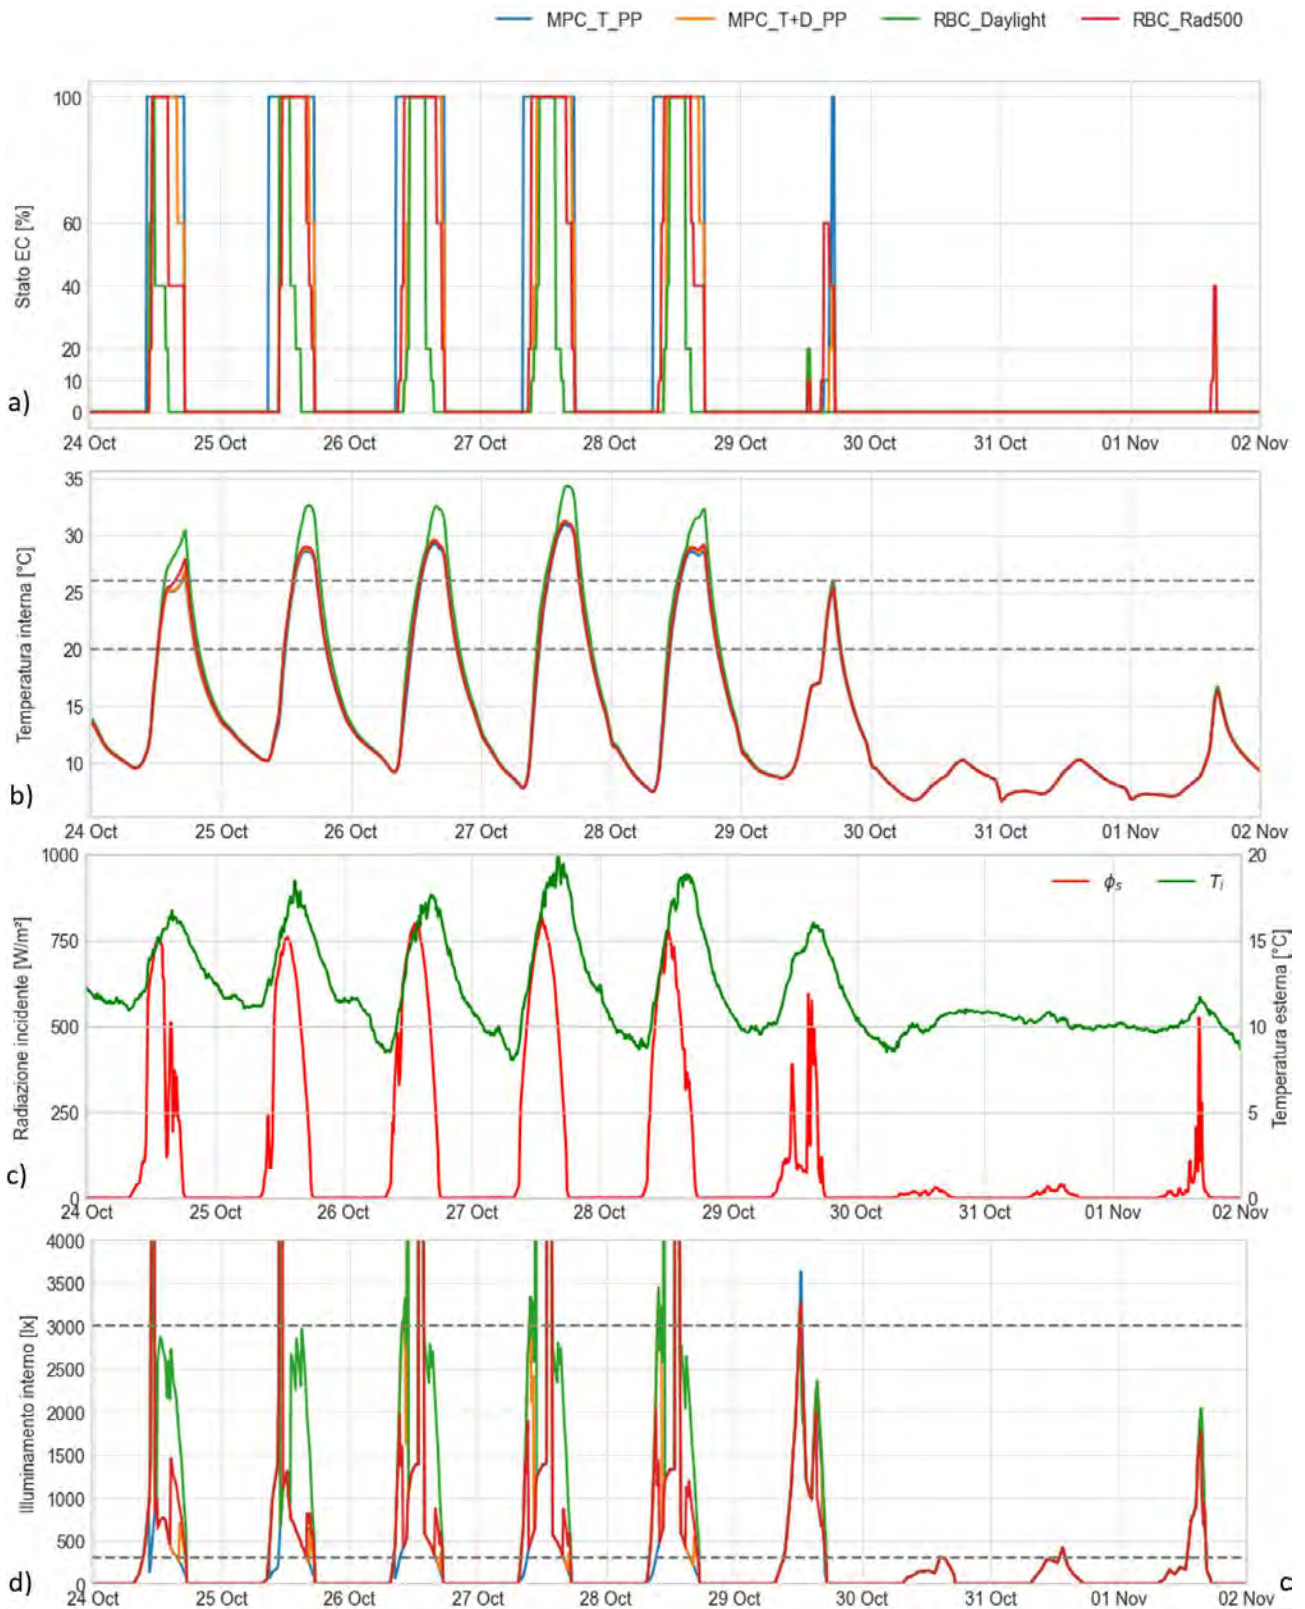 MPC_T_PP MPC_T+D_PP RBC_Daylight RBC_Rad500
100
60
40
20
10
0
Stato EC [%]
a)
24 Oct 25 Oct 26 Oct 27 Oct 28 Oct 29 Oct 30 Oct 31 Oct 01 Nov 02 Nov
35
30
25
20
15
10
Temperatura interna [°C]
b)
24 Oct 25 Oct 26 Oct 27 Oct 28 Oct 29 Oct 30 Oct 31 Oct 01 Nov 02 Nov
1000
750
500
250
0
Radiazione incidente [W/m²]
ϕs Ti
20
15
10
5
0
Temperatura esterna [°C]
c)
24 Oct 25 Oct 26 Oct 27 Oct 28 Oct 29 Oct 30 Oct 31 Oct 01 Nov 02 Nov
4000
3500
3000
2500
2000
1500
1000
500
0
Illuminamento interno [lx]
d)
c
24 Oct 25 Oct 26 Oct 27 Oct 28 Oct 29 Oct 30 Oct 31 Oct 01 Nov 02 Nov